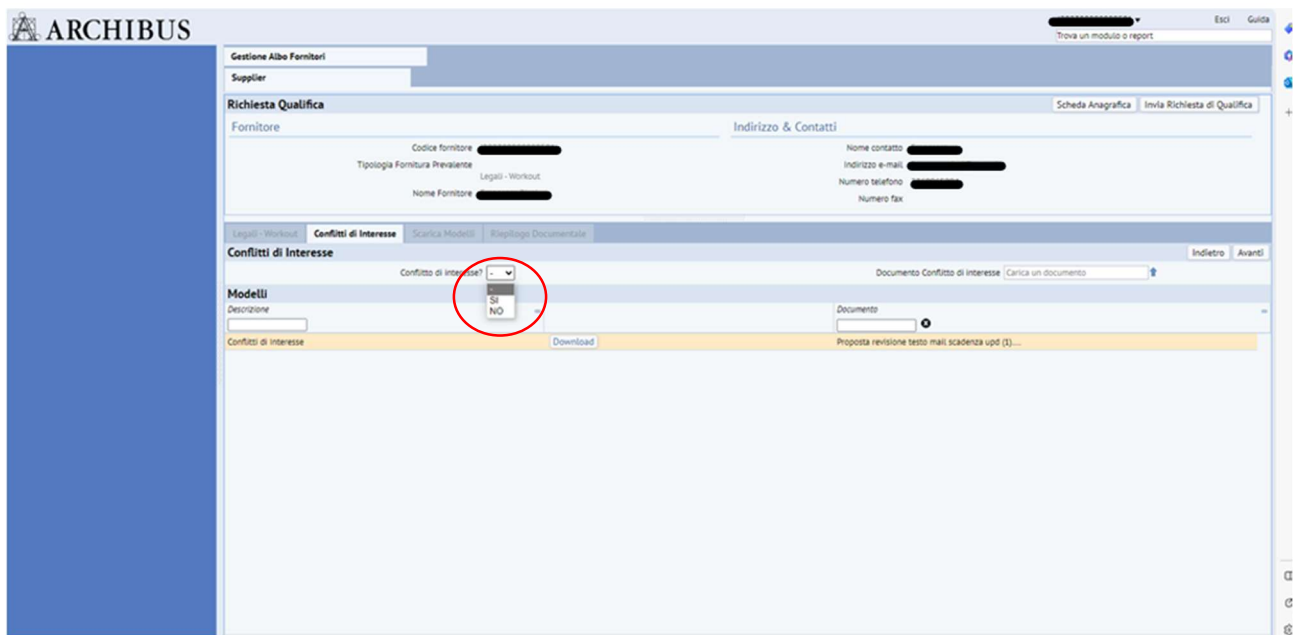 ARCHIBUS
Esci Guida
Trova un modulo o report
Gestione Albo Fornitori
Supplier
Richiesta Qualifica
Scheda Anagrafica Invia Richiesta di Qualifica
Fornitore Indirizzo & Contatti
Codice fornitore Nome contatto
Tipologia Fornitura Prevalente Indirizzo e-mail
Legali - Workout Numero telefono
Nome Fornitore Numero fax
Legali - Workout Conflitti di Interesse Scarica Modelli Riepilogo Documentale
Conflitti di Interesse Indietro Avanti
Conflitto di interesse? - Documento Conflitto di interesse Carica un documento
-
SI
NO
Modelli
Descrizione Documento
Conflitti di Interesse Download Proposta revisione testo mail scadenza upd (1)....